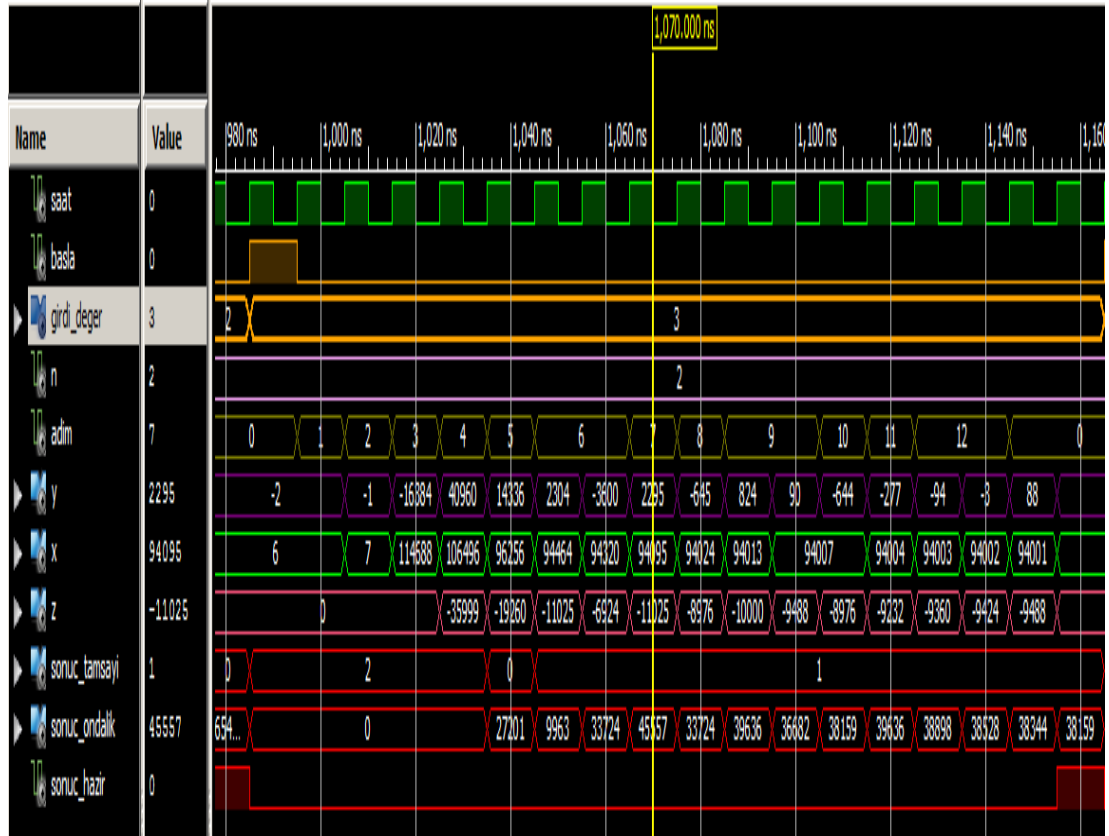 1,070.000 ns
Name Value 980 ns 1,000 ns 1,020 ns 1,040 ns 1,060 ns 1,080 ns 1,100 ns 1,120 ns 1,140 ns 1,160
saat 0
basla 0
girdi_deger 3 2 3
n 2 2
adim 7 0 1 2 3 4 5 6 7 8 9 10 11 12 0
y 2295 -2 -1 -16384 40960 14336 2304 -3600 2295 -645 824 90 -644 -277 -94 -3 88
x 94095 6 7 114688 106496 96256 94464 94320 94095 94024 94013 94007 94004 94003 94002 94001
z -11025 0 -35999 -19260 -11025 -6924 -11025 -8976 -10000 -9488 -8976 -9232 -9360 -9424 -9488
sonuc_tamsayi 1 0 2 0 1
sonuc_ondalik 45557 654... 0 27201 9963 33724 45557 33724 39636 36682 38159 39636 38898 38528 38344 38159
sonuc_hazir 0